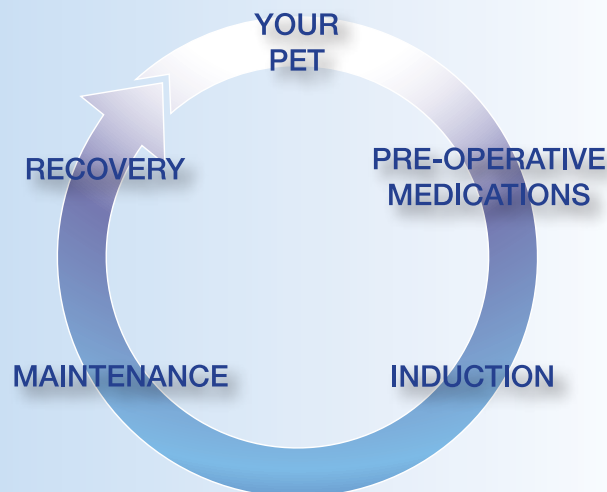 YOUR
PET
PRE-OPERATIVE
MEDICATIONS
INDUCTION
MAINTENANCE
RECOVERY